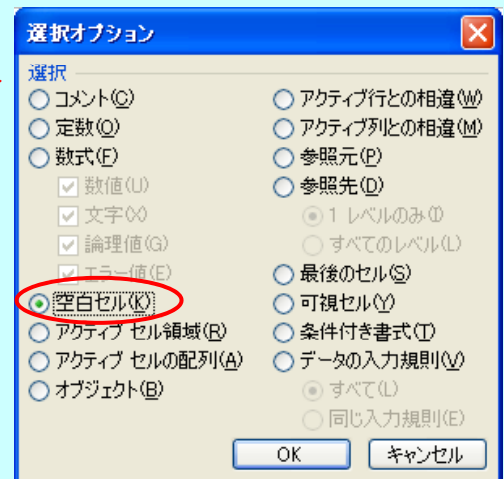 選択オプション
選択
コメント(C)
定数(O)
数式(F)
数値(U)
文字(X)
論理値(G)
エラー値(E)
空白セル(K)
アクティブ セル領域(R)
アクティブ セルの配列(A)
オブジェクト(B)
アクティブ行との相違(W)
アクティブ列との相違(M)
参照元(P)
参照先(D)
1 レベルのみ(I)
すべてのレベル(L)
最後のセル(S)
可視セル(Y)
条件付き書式(T)
データの入力規則(V)
すべて(L)
同じ入力規則(E)
OK
キャンセル